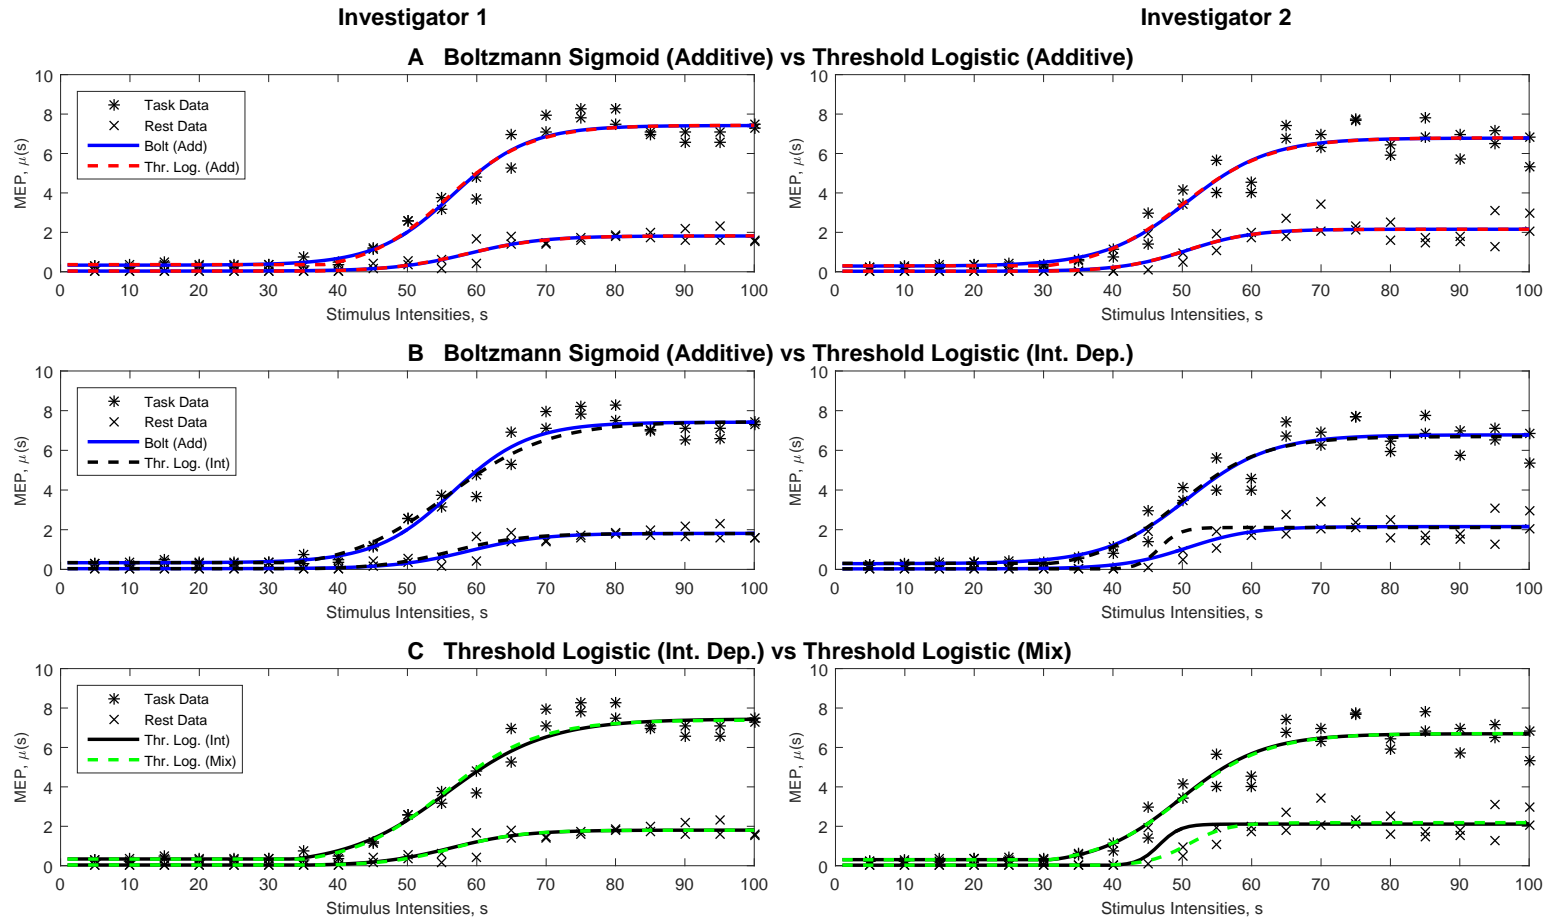 Investigator 1 Investigator 2
A Boltzmann Sigmoid (Additive) vs Threshold Logistic (Additive)
10
8
6
4
2
0
MEP, μ(s)
Task Data
Rest Data
Bolt (Add)
Thr. Log. (Add)
0 10 20 30 40 50 60 70 80 90 100
Stimulus Intensities, s
10
8
6
4
2
0
MEP, μ(s)
0 10 20 30 40 50 60 70 80 90 100
Stimulus Intensities, s
B Boltzmann Sigmoid (Additive) vs Threshold Logistic (Int. Dep.)
10
8
6
4
2
0
MEP, μ(s)
Task Data
Rest Data
Bolt (Add)
Thr. Log. (Int)
0 10 20 30 40 50 60 70 80 90 100
Stimulus Intensities, s
10
8
6
4
2
0
MEP, μ(s)
0 10 20 30 40 50 60 70 80 90 100
Stimulus Intensities, s
C Threshold Logistic (Int. Dep.) vs Threshold Logistic (Mix)
10
8
6
4
2
0
MEP, μ(s)
Task Data
Rest Data
Thr. Log. (Int)
Thr. Log. (Mix)
0 10 20 30 40 50 60 70 80 90 100
Stimulus Intensities, s
10
8
6
4
2
0
MEP, μ(s)
0 10 20 30 40 50 60 70 80 90 100
Stimulus Intensities, s